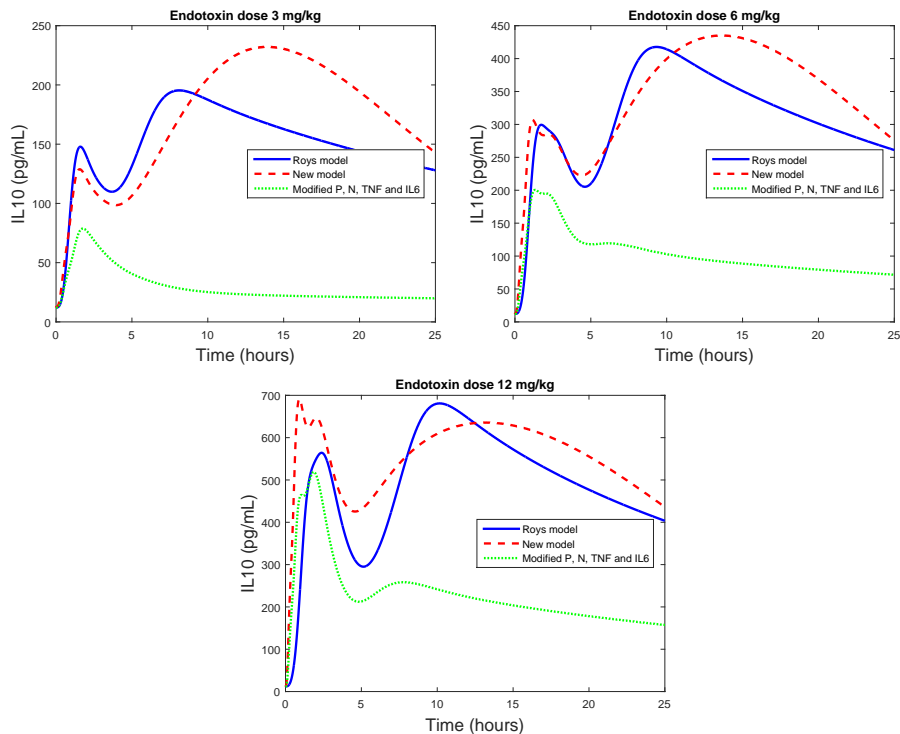 Endotoxin dose 3 mg/kg
250
200
150
100
50
0
IL10 (pg/mL)
Roys model
New model
Modified P, N, TNF and IL6
0 5 10 15 20 25
Time (hours)
Endotoxin dose 6 mg/kg
450
400
350
300
250
200
150
100
50
0
IL10 (pg/mL)
Roys model
New model
Modified P, N, TNF and IL6
0 5 10 15 20 25
Time (hours)
Endotoxin dose 12 mg/kg
700
600
500
400
300
200
100
0
IL10 (pg/mL)
Roys model
New model
Modified P, N, TNF and IL6
0 5 10 15 20 25
Time (hours)